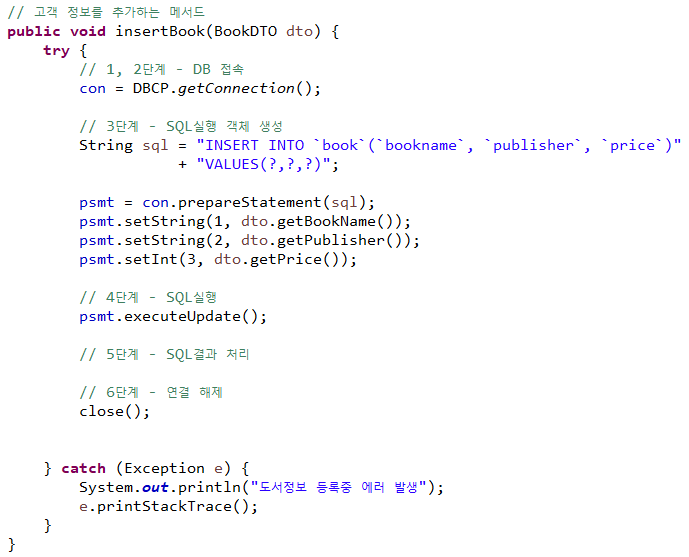 // 고객 정보를 추가하는 메서드
public void insertBook(BookDTO dto) {
try {
// 1, 2단계 - DB 접속
con = DBCP.getConnection();
// 3단계 - SQL실행 객체 생성
String sql = "INSERT INTO `book`(`bookname`, `publisher`, `price`)"
+ "VALUES(?,?,?)";
psmt = con.prepareStatement(sql);
psmt.setString(1, dto.getBookName());
psmt.setString(2, dto.getPublisher());
psmt.setInt(3, dto.getPrice());
// 4단계 - SQL실행
psmt.executeUpdate();
// 5단계 - SQL결과 처리
// 6단계 - 연결 해제
close();
} catch (Exception e) {
System.out.println("도서정보 등록중 에러 발생");
e.printStackTrace();
}
}